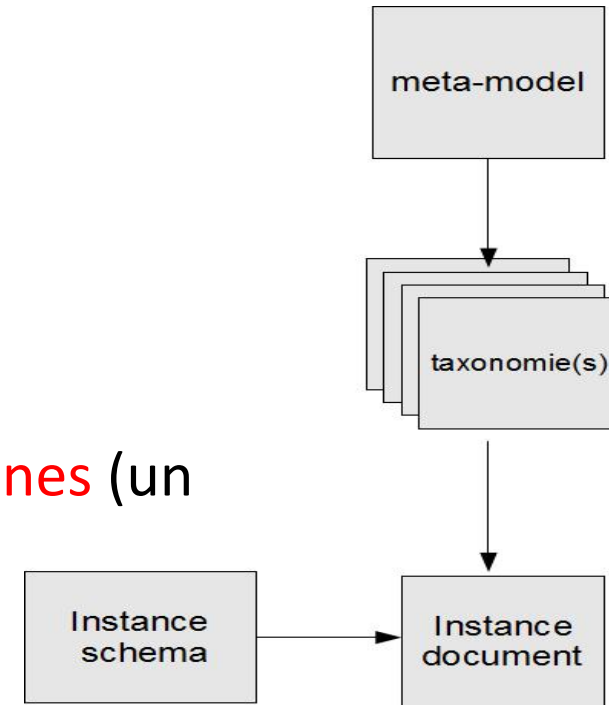 meta-model
taxonomie(s)
nes (un
Instance
schema
Instance
document